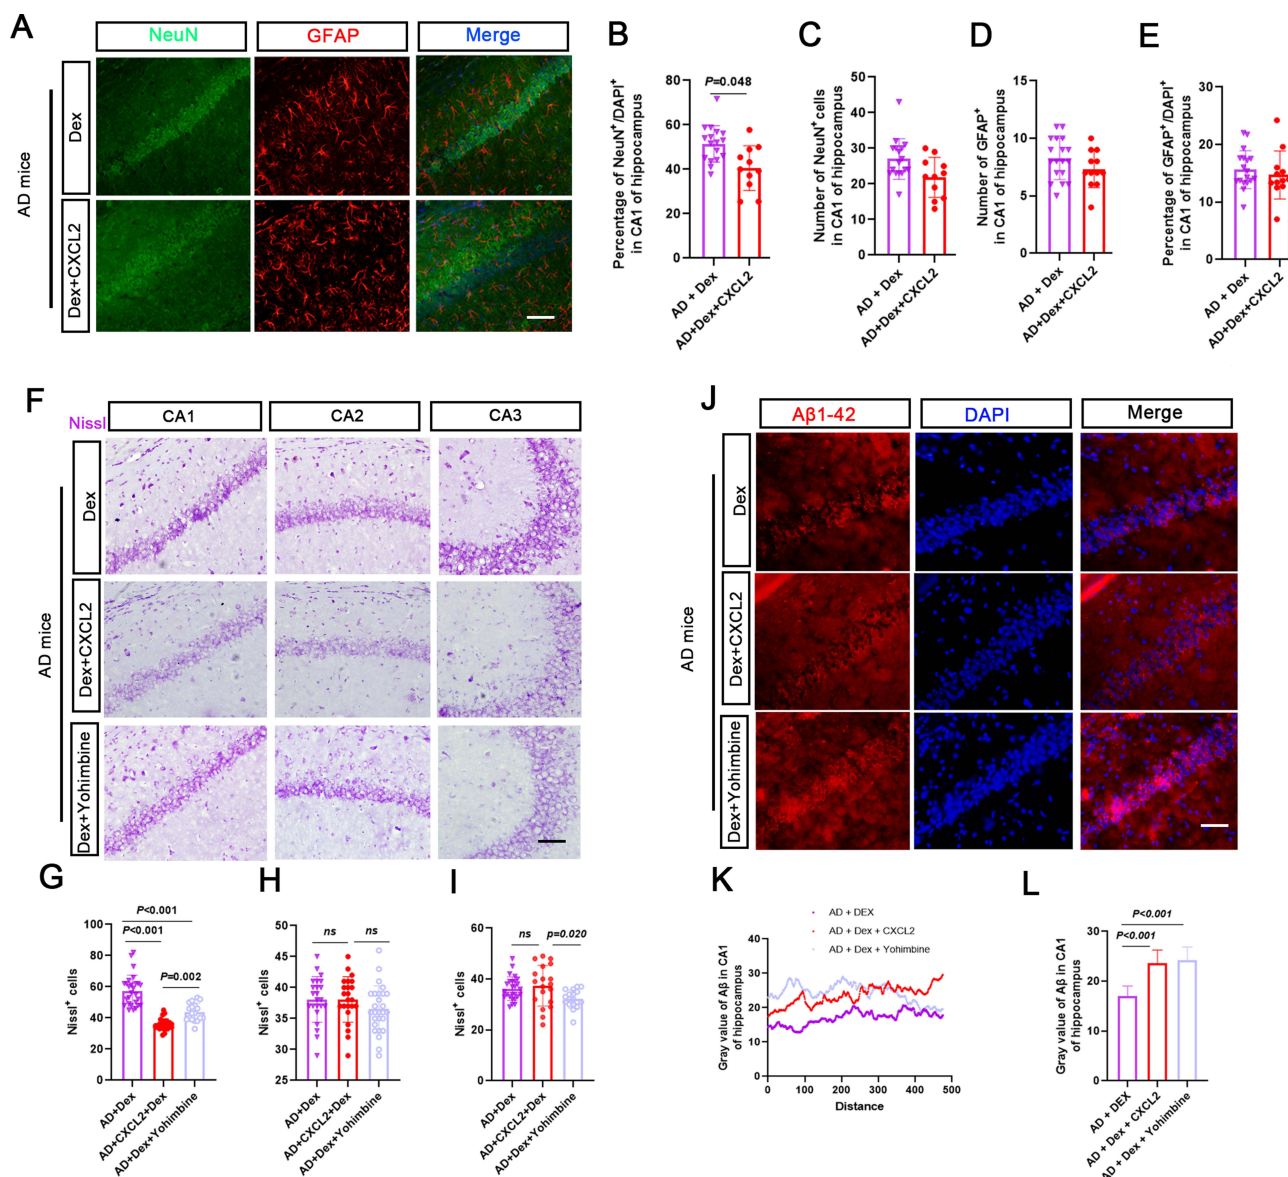 A
NeuN
GFAP
Merge
AD mice
Dex
Dex+CXCL2
B
Percentage of NeuN+/DAPI+
in CA1 of hippocampus
80
60
40
20
0
P=0.048
AD + Dex
AD+Dex+CXCL2
C
Number of NeuN+cells
in CA1 of hippocampus
50
40
30
20
10
0
AD + Dex
AD+Dex+CXCL2
D
Number of GFAP+
in CA1 of hippocampus
15
10
5
0
AD + Dex
AD+Dex+CXCL2
E
Percentage of GFAP+/DAPI+
in CA1 of hippocampus
30
20
10
0
AD + Dex
AD+Dex+CXCL2
F
Nissl
CA1
CA2
CA3
AD mice
Dex
Dex+CXCL2
Dex+Yohimbine
J
Aβ1-42
DAPI
Merge
AD mice
Dex
Dex+CXCL2
Dex+Yohimbine
G
Nissl+ cells
100
80
60
40
20
0
P<0.001
P<0.001
P=0.002
AD+Dex
AD+CXCL2+Dex
AD+Dex+Yohimbine
H
Nissl+ cells
45
40
35
30
25
ns
ns
AD+Dex
AD+CXCL2+Dex
AD+Dex+Yohimbine
I
Nissl+ cells
60
40
20
0
ns
p=0.020
AD+Dex
AD+CXCL2+Dex
AD+Dex+Yohimbine
K
AD + DEX
AD + Dex + CXCL2
AD + Dex + Yohimbine
Gray value of Aβ in CA1
of hippocampus
40
30
20
10
0
0
100
200
300
400
500
Distance
L
Gray value of Aβ in CA1
of hippocampus
30
20
10
0
P<0.001
P<0.001
AD + DEX
AD + Dex + CXCL2
AD + Dex + Yohimbine